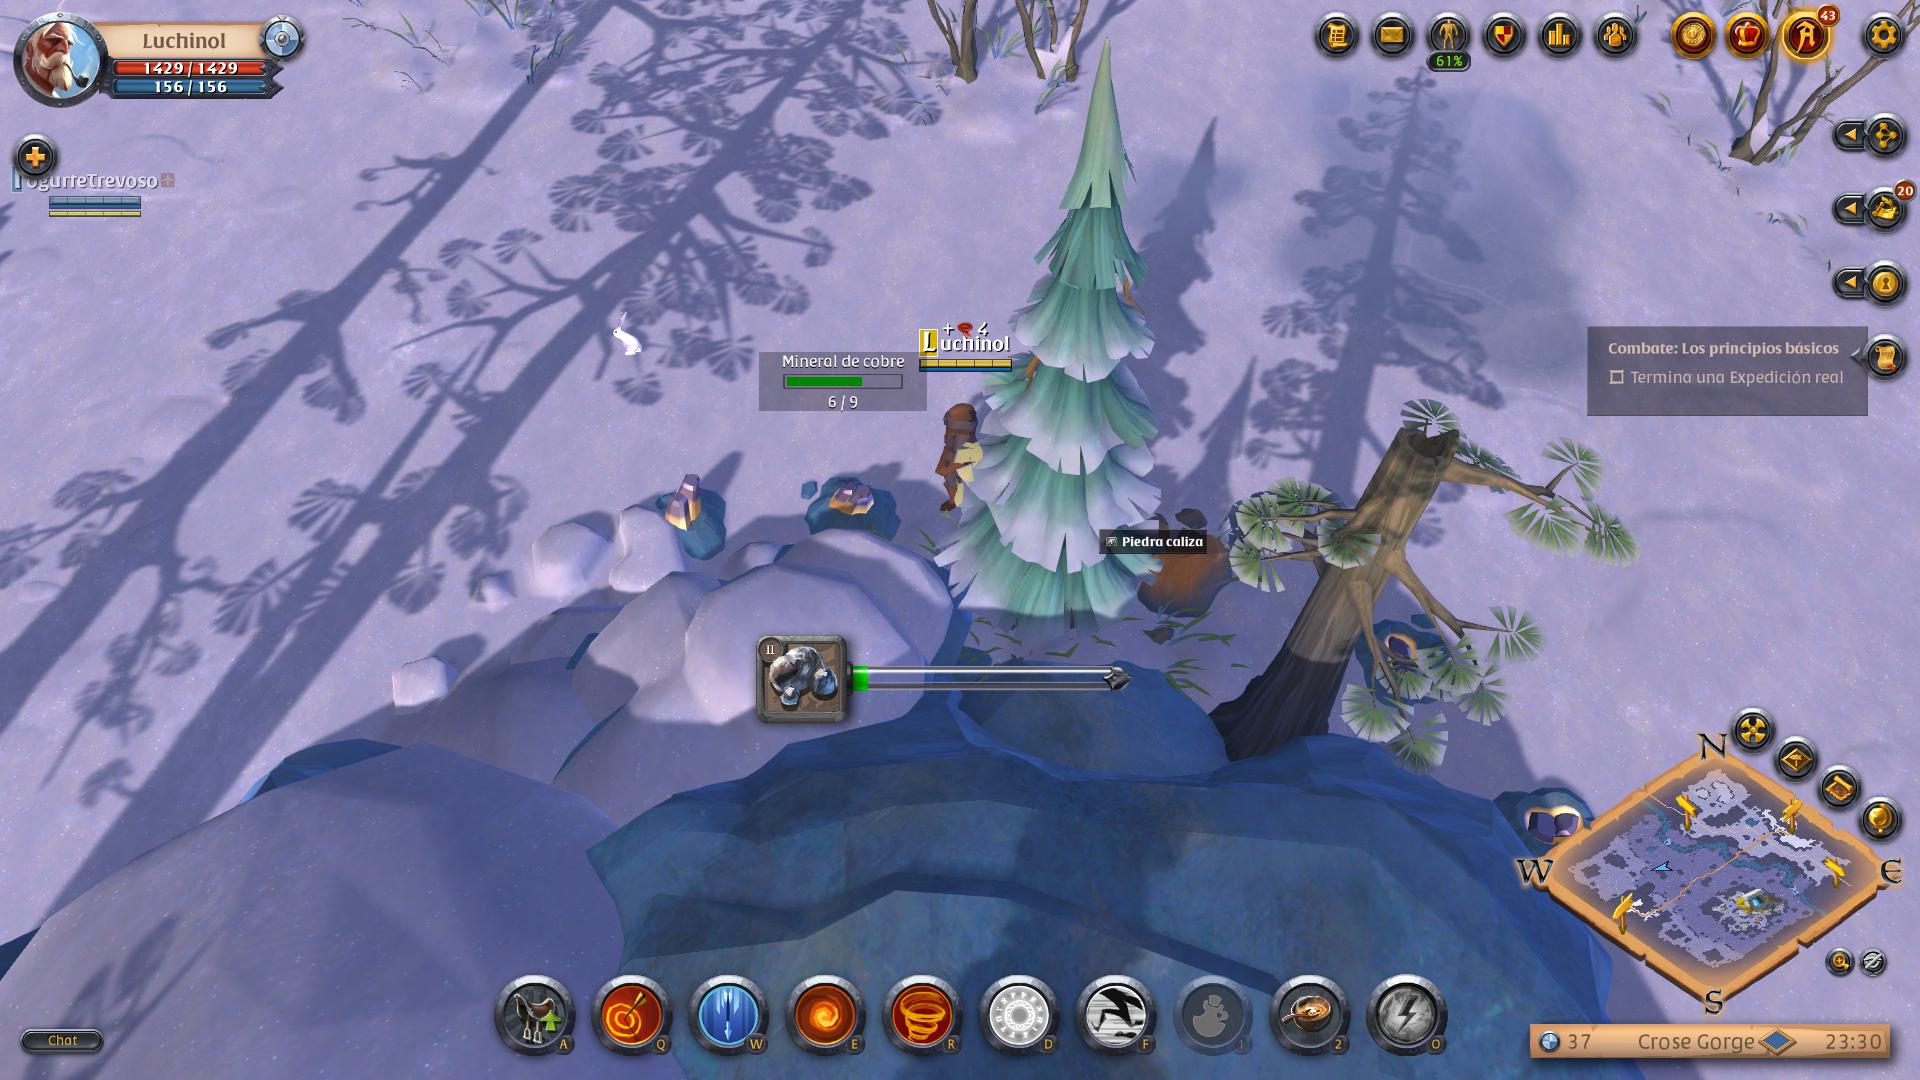 Luchinol
1429 / 1429
156 / 156
ogurteTrevoso
61%
43
20
+ 4
Luchinol
Mineral de cobre
6 / 9
Combate: Los principios básicos
Termina una Expedición real
Piedra caliza
II
N
W
E
S
A
Q
W
E
R
D
F
1
2
O
Chat
37
Crose Gorge
23:30